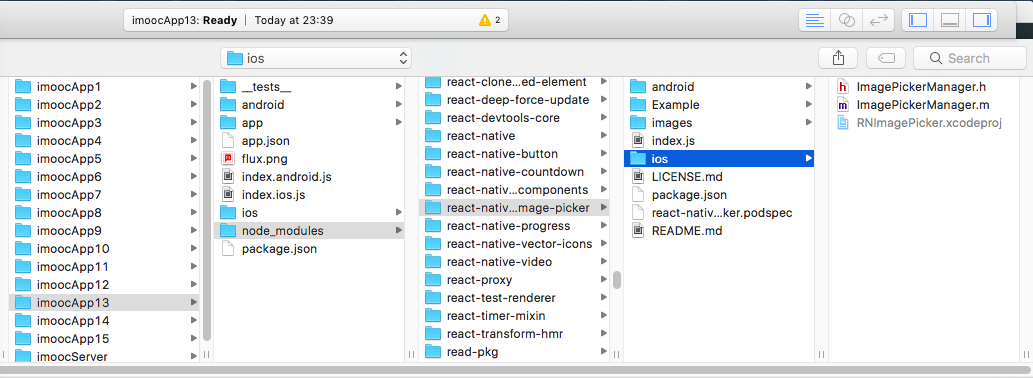 imoocApp13: Ready | Today at 23:39 2
ios
Search
imoocApp1
imoocApp2
imoocApp3
imoocApp4
imoocApp5
imoocApp6
imoocApp7
imoocApp8
imoocApp9
imoocApp10
imoocApp11
imoocApp12
imoocApp13
imoocApp14
imoocApp15
imoocServer
__tests__
android
app
app.json
flux.png
index.android.js
index.ios.js
ios
node_modules
package.json
react-clone...ed-element
react-deep-force-update
react-devtools-core
react-native
react-native-button
react-native-countdown
react-nativ...components
react-nativ...mage-picker
react-native-progress
react-native-vector-icons
react-native-video
react-proxy
react-test-renderer
react-timer-mixin
react-transform-hmr
read-pkg
android
Example
images
index.js
ios
LICENSE.md
package.json
react-nativ...ker.podspec
README.md
h ImagePickerManager.h
m ImagePickerManager.m
RNImagePicker.xcodeproj